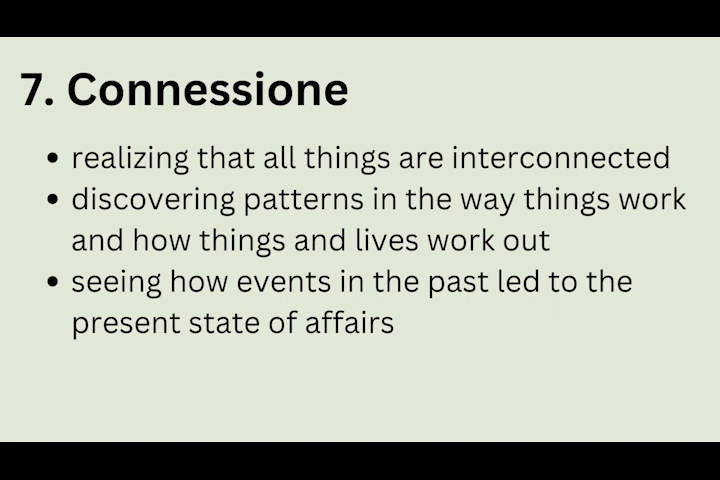 7. Connessione
• realizing that all things are interconnected
• discovering patterns in the way things work
and how things and lives work out
• seeing how events in the past led to the
present state of affairs